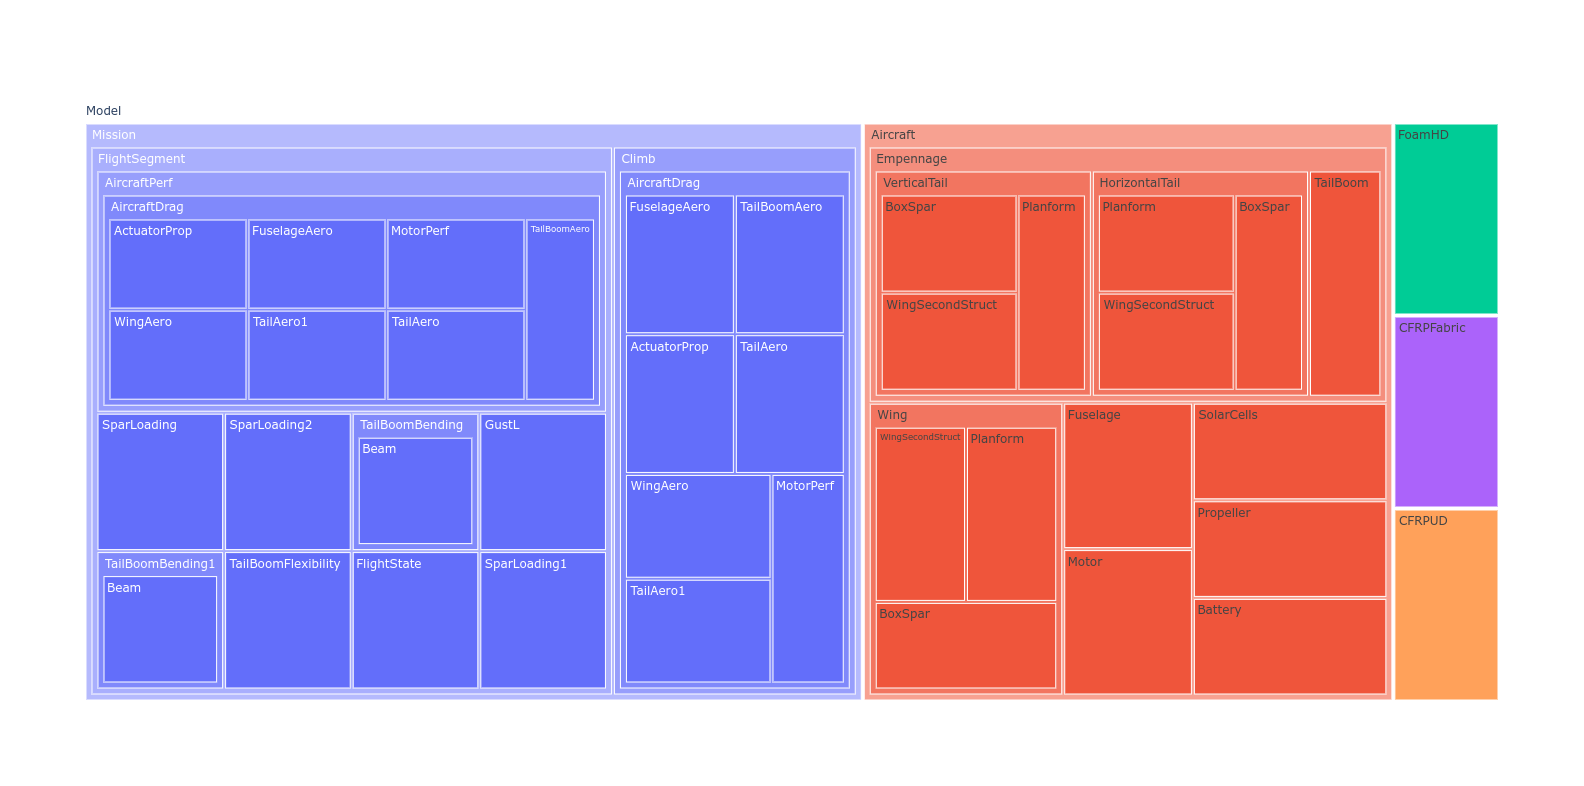 Model
Mission
FlightSegment
AircraftPerf
AircraftDrag
ActuatorProp
FuselageAero
MotorPerf
TailBoomAero
WingAero
TailAero1
TailAero
SparLoading
SparLoading2
TailBoomBending
Beam
GustL
TailBoomBending1
Beam
TailBoomFlexibility
FlightState
SparLoading1
Climb
AircraftDrag
FuselageAero
TailBoomAero
ActuatorProp
TailAero
WingAero
MotorPerf
TailAero1
Aircraft
Empennage
VerticalTail
BoxSpar
Planform
WingSecondStruct
HorizontalTail
Planform
BoxSpar
WingSecondStruct
TailBoom
Wing
WingSecondStruct
Planform
BoxSpar
Fuselage
Motor
SolarCells
Propeller
Battery
FoamHD
CFRPFabric
CFRPUD